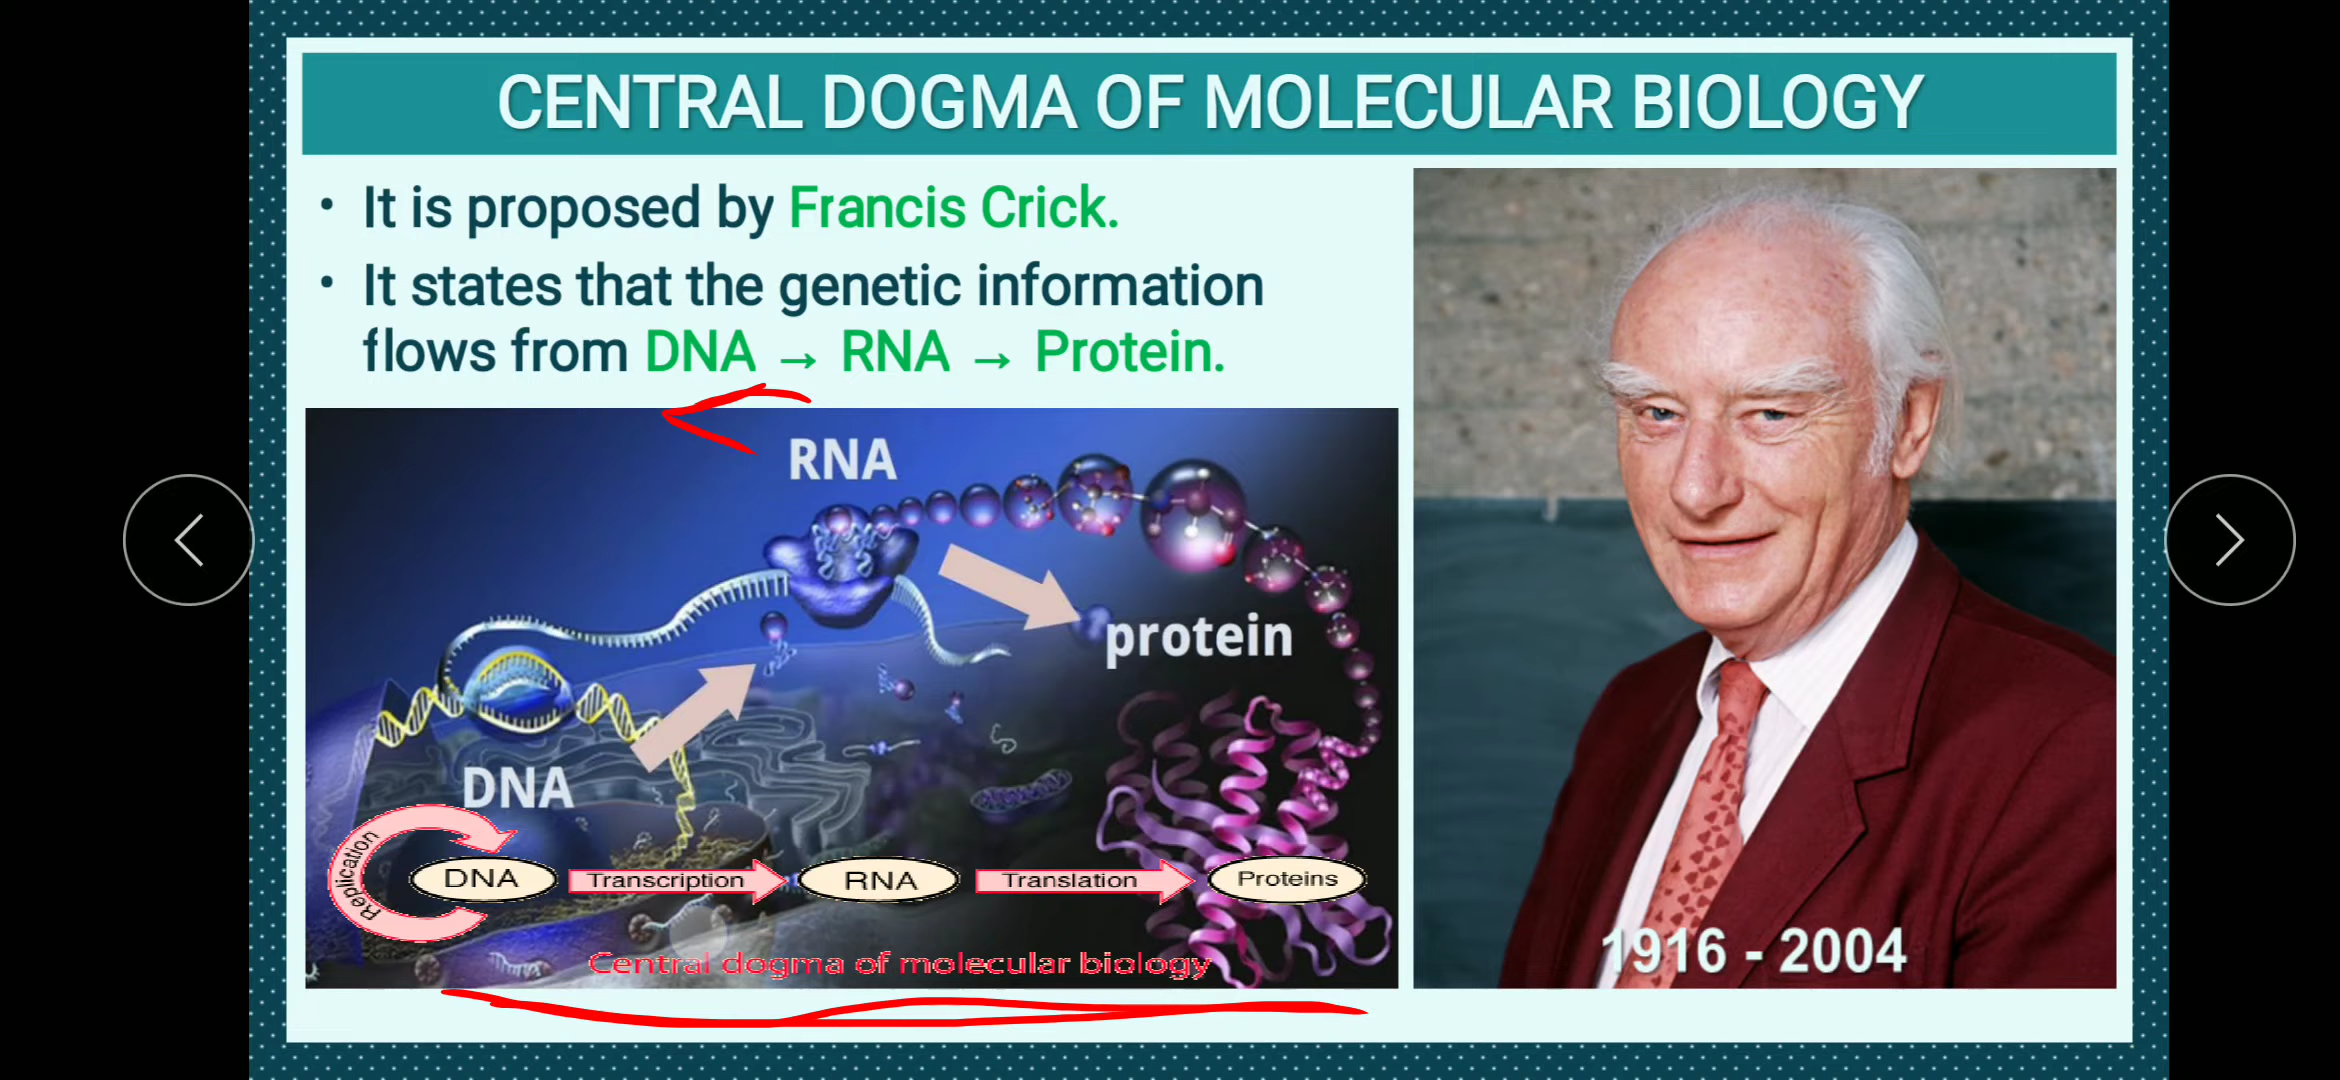 CENTRAL DOGMA OF MOLECULAR BIOLOGY
• It is proposed by Francis Crick.
• It states that the genetic information
flows from DNA → RNA → Protein.
RNA
protein
DNA
Replication
DNA
Transcription
RNA
Translation
Proteins
Central dogma of molecular biology
1916 - 2004